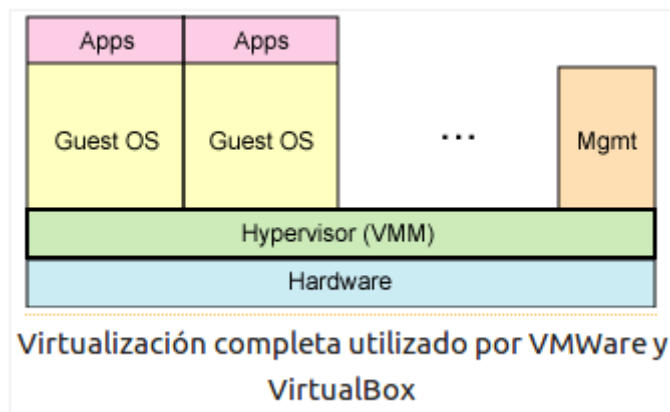 Apps Apps
Guest OS Guest OS ... Mgmt
Hypervisor (VMM)
Hardware
Virtualización completa utilizado por VMWare y
VirtualBox